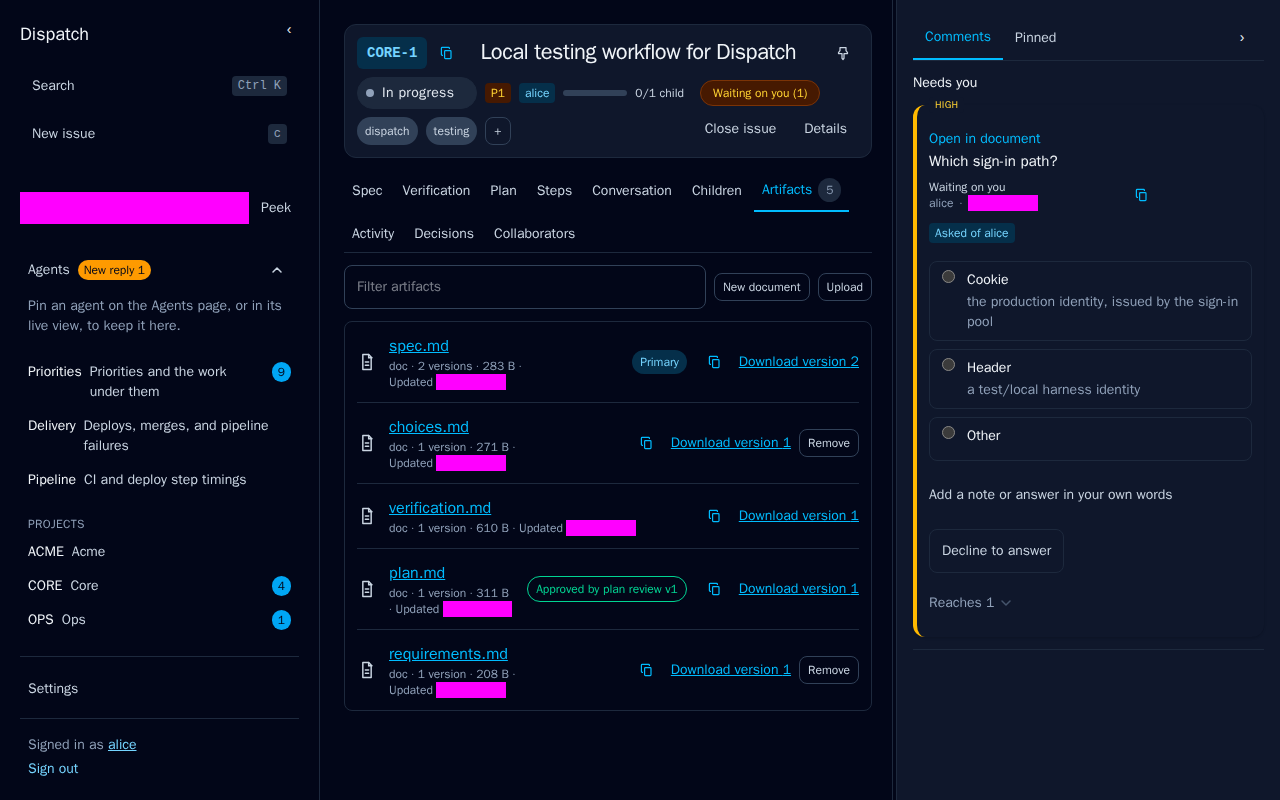 Dispatch
Search
Ctrl K
New issue
C
Peek
Agents
New reply 1
Pin an agent on the Agents page, or in its
live view, to keep it here.
Priorities
Priorities and the work
under them
9
Delivery
Deploys, merges, and pipeline
failures
Pipeline
CI and deploy step timings
PROJECTS
ACME Acme
CORE Core
4
OPS Ops
1
Settings
Signed in as alice
Sign out
CORE-1
Local testing workflow for Dispatch
In progress
P1
alice
0/1 child
Waiting on you (1)
dispatch
testing
+
Close issue
Details
Spec
Verification
Plan
Steps
Conversation
Children
Artifacts
5
Activity
Decisions
Collaborators
Filter artifacts
New document
Upload
spec.md
doc · 2 versions · 283 B ·
Updated
Primary
Download version 2
choices.md
doc · 1 version · 271 B ·
Updated
Download version 1
Remove
verification.md
doc · 1 version · 610 B · Updated
Download version 1
plan.md
doc · 1 version · 311 B
· Updated
Approved by plan review v1
Download version 1
requirements.md
doc · 1 version · 208 B ·
Updated
Download version 1
Remove
Comments
Pinned
Needs you
HIGH
Open in document
Which sign-in path?
Waiting on you
alice ·
Asked of alice
Cookie
the production identity, issued by the sign-in
pool
Header
a test/local harness identity
Other
Add a note or answer in your own words
Decline to answer
Reaches 1